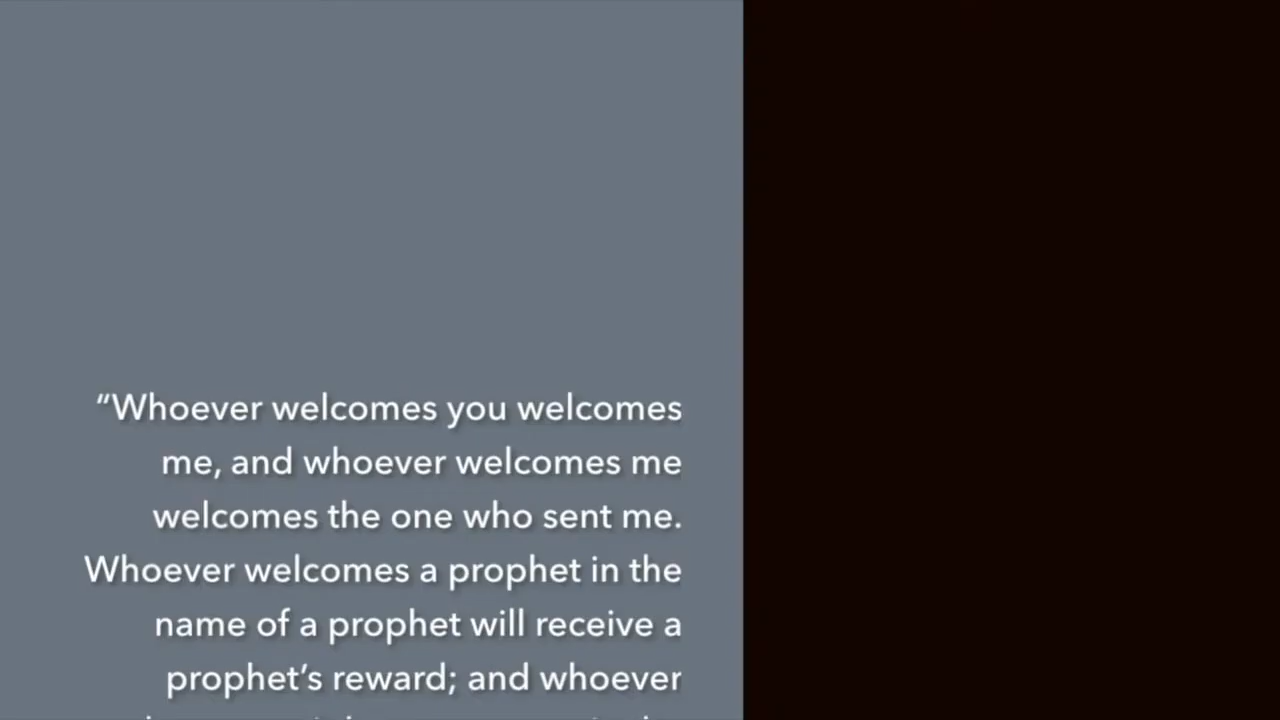 “Whoever welcomes you welcomes
me, and whoever welcomes me
welcomes the one who sent me.
Whoever welcomes a prophet in the
name of a prophet will receive a
prophet’s reward; and whoever